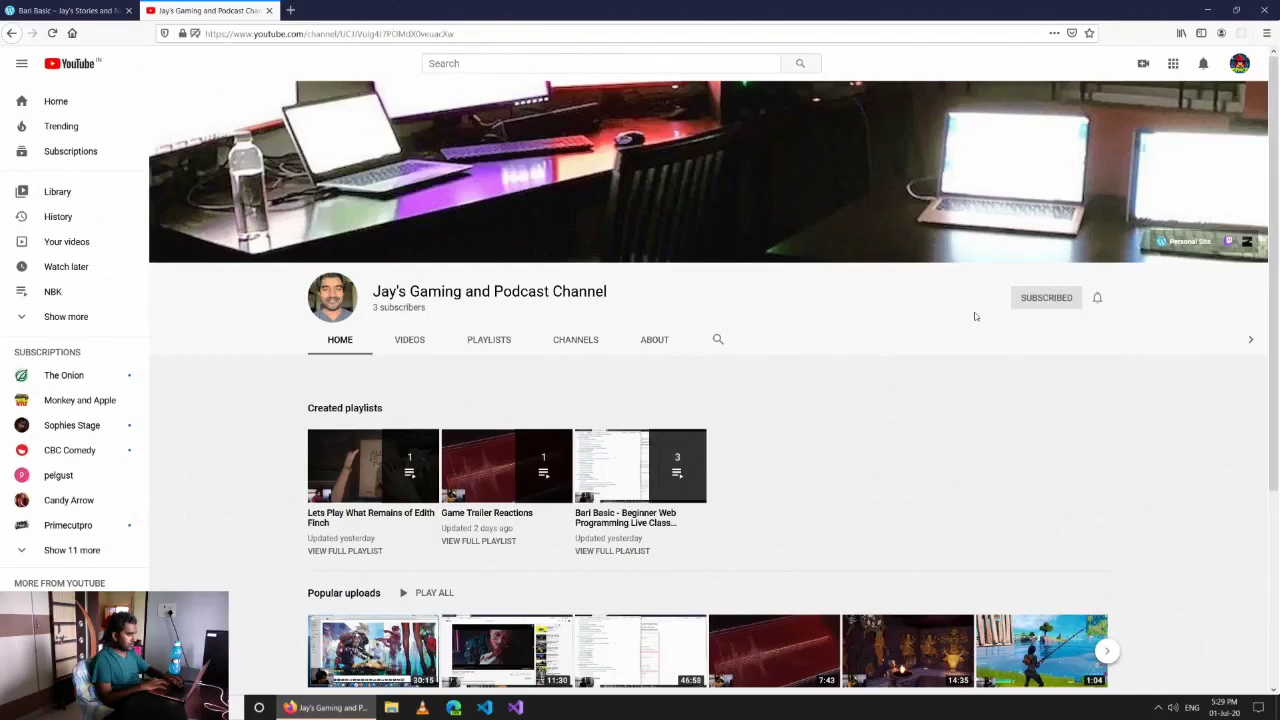 Bari Basic – Jay's Stories and N
Jay's Gaming and Podcast Channel
https://www.youtube.com/channel/UCJJVulg4J7POMdX0veuacXw
YouTube IN
Search
Home
Trending
Subscriptions
Library
History
Your videos
Watch later
NBK
Show more
SUBSCRIPTIONS
The Onion
Monkey and Apple
Sophies Stage
CBC Comedy
Candy Arrow
Primecutpro
Show 11 more
MORE FROM YOUTUBE
Personal Site
Jay's Gaming and Podcast Channel
3 subscribers
SUBSCRIBED
HOME VIDEOS PLAYLISTS CHANNELS ABOUT
Created playlists
1
1
3
Lets Play What Remains of Edith
Finch
Updated yesterday
VIEW FULL PLAYLIST
Game Trailer Reactions
Updated 2 days ago
VIEW FULL PLAYLIST
Bari Basic - Beginner Web
Programming Live Class...
Updated yesterday
VIEW FULL PLAYLIST
Popular uploads PLAY ALL
30:15
11:30
46:58
7:43
14:35
1:04
Jay's Gaming and P...
ENG
5:29 PM
01-Jul-20